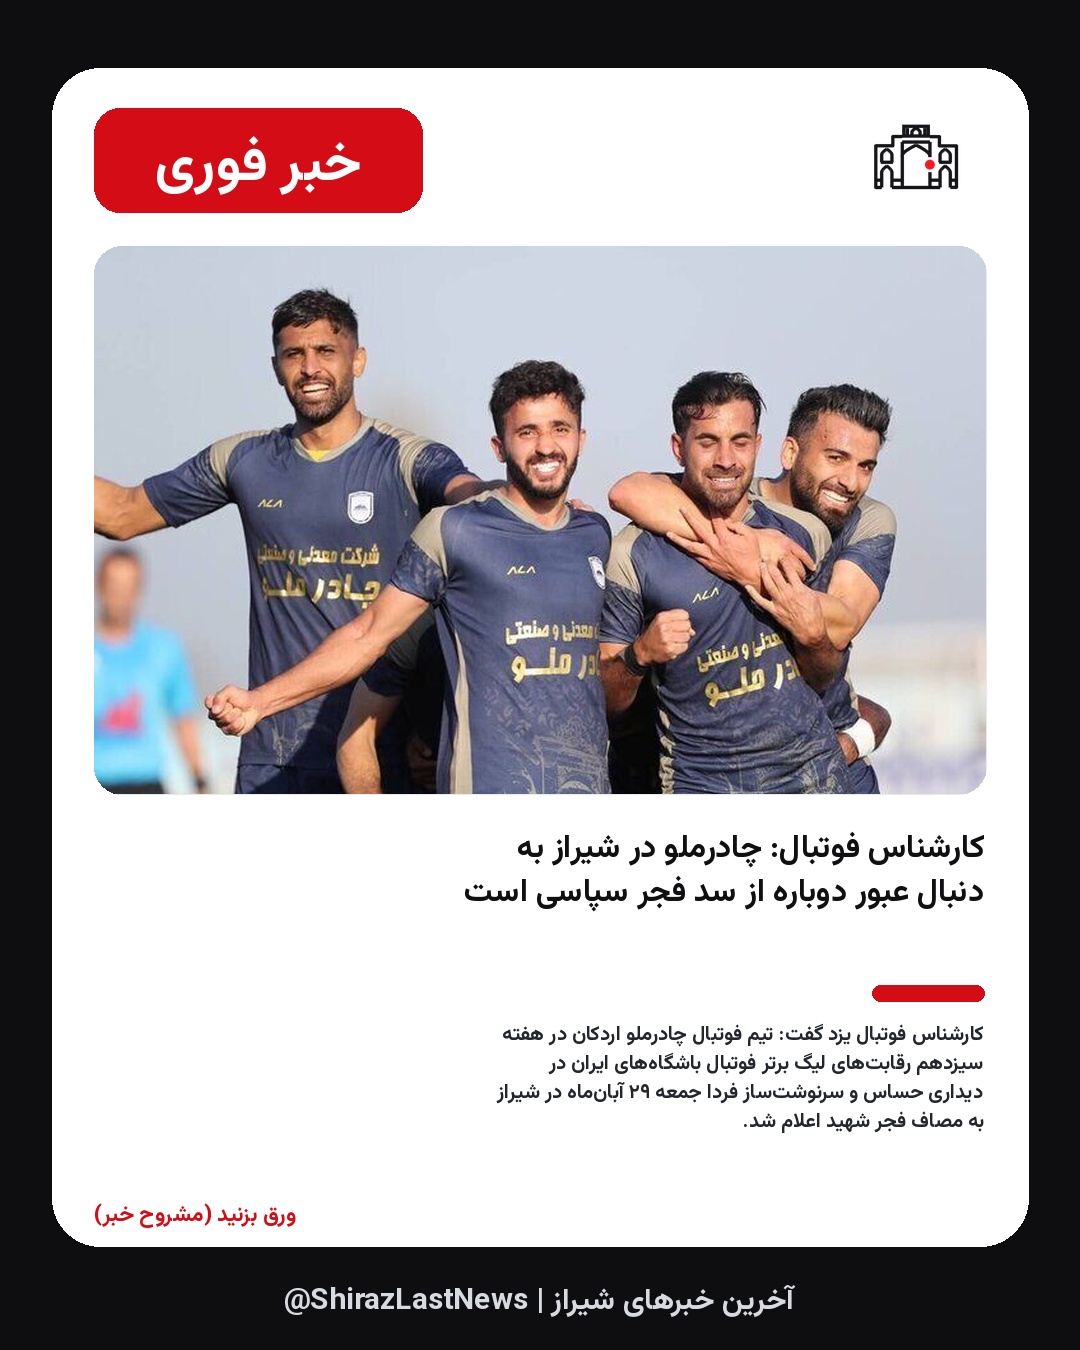 خبر فوری
شرکت معدنی و صنعتی
چادر ملو
معدنی و صنعتی
در ملو
معدنی و صنعتی
در ملو
کارشناس فوتبال: چادرملو در شیراز به
دنبال عبور دوباره از سد فجر سپاسی است
کارشناس فوتبال یزد گفت: تیم فوتبال چادرملو اردکان در هفته
سیزدهم رقابت‌های لیگ برتر فوتبال باشگاه‌های ایران در
دیداری حساس و سرنوشت‌ساز فردا جمعه ۲۹ آبان‌ماه در شیراز
به مصاف فجر شهید اعلام شد.
ورق بزنید (مشروح خبر)
آخرین خبرهای شیراز | @ShirazLastNews